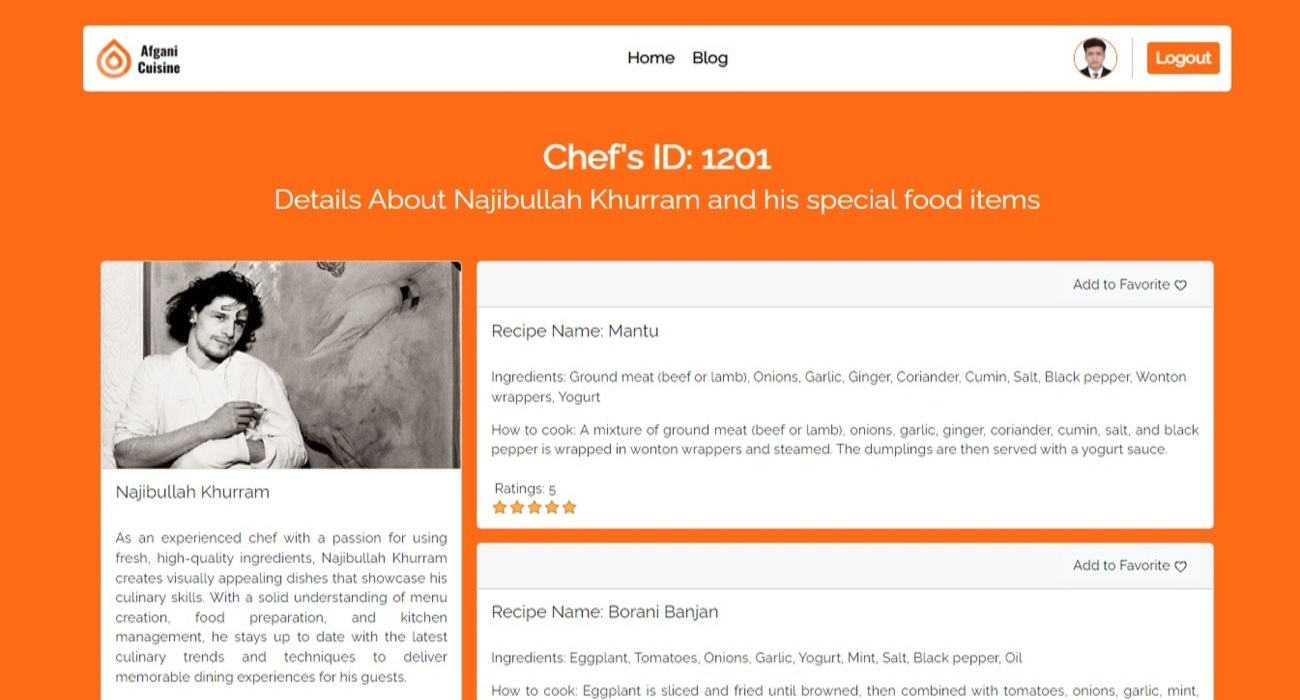 Afgani
Cuisine
Home
Blog
Logout
Chef's ID: 1201
Details About Najibullah Khurram and his special food items
Najibullah Khurram
As an experienced chef with a passion for using
fresh, high-quality ingredients, Najibullah Khurram
creates visually appealing dishes that showcase his
culinary skills. With a solid understanding of menu
creation, food preparation, and kitchen
management, he stays up to date with the latest
culinary trends and techniques to deliver
memorable dining experiences for his guests.
Add to Favorite
Recipe Name: Mantu
Ingredients: Ground meat (beef or lamb), Onions, Garlic, Ginger, Coriander, Cumin, Salt, Black pepper, Wonton
wrappers, Yogurt
How to cook: A mixture of ground meat (beef or lamb), onions, garlic, ginger, coriander, cumin, salt, and black
pepper is wrapped in wonton wrappers and steamed. The dumplings are then served with a yogurt sauce.
Ratings: 5
Add to Favorite
Recipe Name: Borani Banjan
Ingredients: Eggplant, Tomatoes, Onions, Garlic, Yogurt, Mint, Salt, Black pepper, Oil
How to cook: Eggplant is sliced and fried until browned, then combined with tomatoes, onions, garlic, mint,